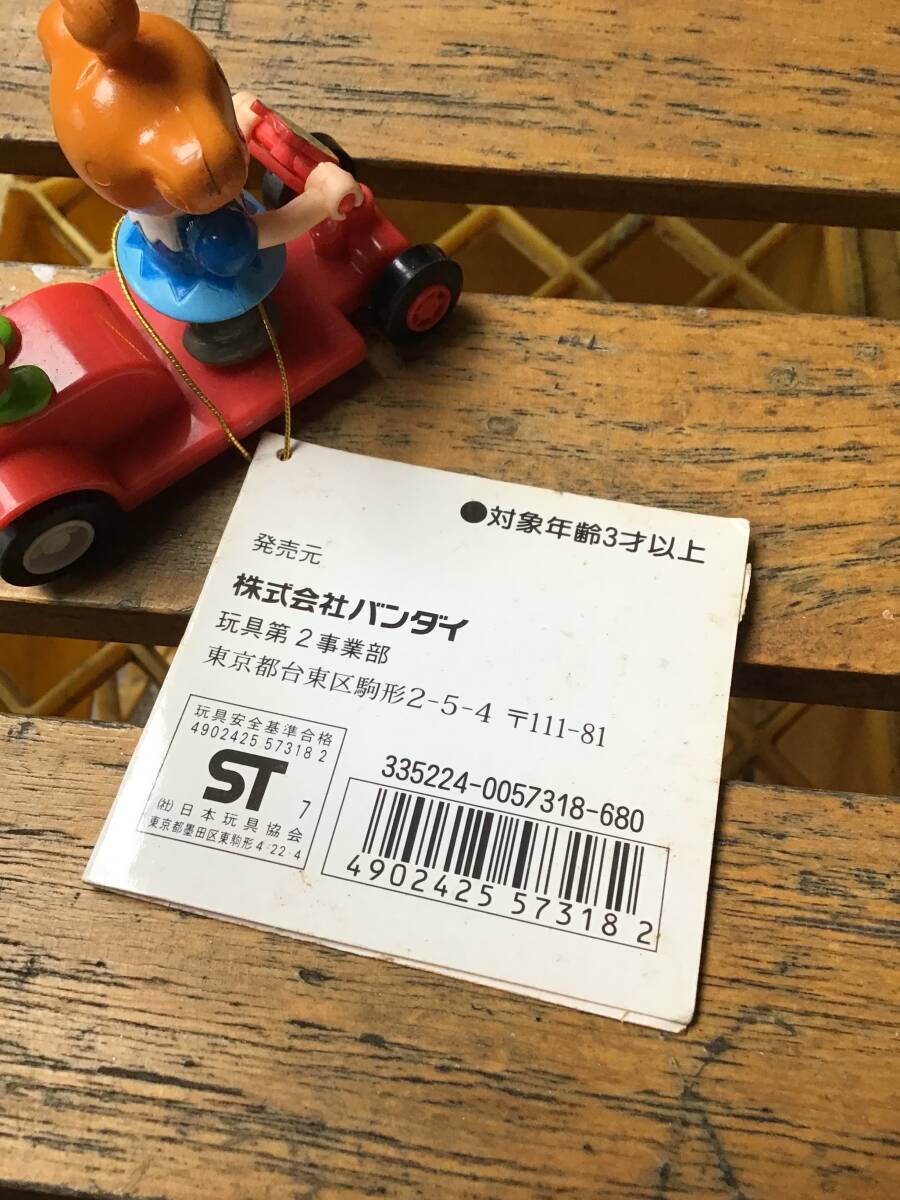 ●対象年齢3才以上
発売元
株式会社バンダイ
玩具第2事業部
東京都台東区駒形2-5-4 〒111-81
玩具安全基準合格
4902425 57318 2
ST
7
(社)日本玩具協会
東京都墨田区東駒形4-22-4
335224-0057318-680
4902425 573182